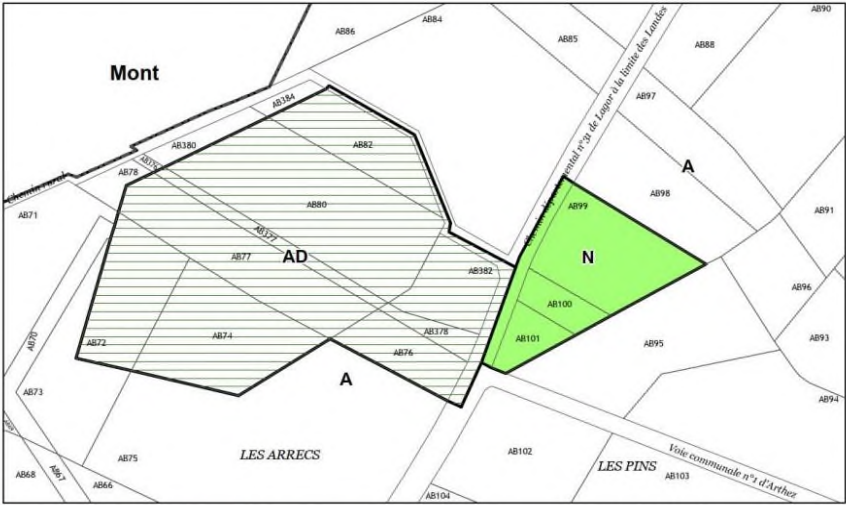 AB90
AB84
AB86
AB85
AB88
Mont
AB97
AB384
Chemin départemental n°31 de Lagor à la limite des Landes
AB380
AB82
A
AB78
Chemin rural
AB98
AB71
AB80
AB99
AB91
AB377
AB77
AD
N
AB382
AB96
AB100
AB70
AB72
AB74
AB378
AB76
AB101
AB95
AB93
A
AB73
AB94
LES ARRECS
AB75
AB102
Voie communale n°1 d'Arthez
AB68
AB67
LES PINS
AB103
AB66
AB104